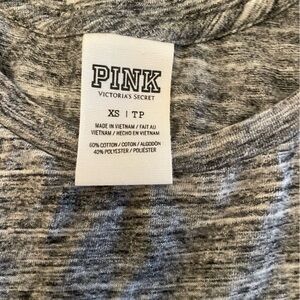 PINK
VICTORIA'S SECRET
XS | TP
MADE IN VIETNAM / FAIT AU
VIETNAM / HECHO EN VIETNAM
60% COTTON / COTON / ALGODÓN
40% POLYESTER / POLIÉSTER